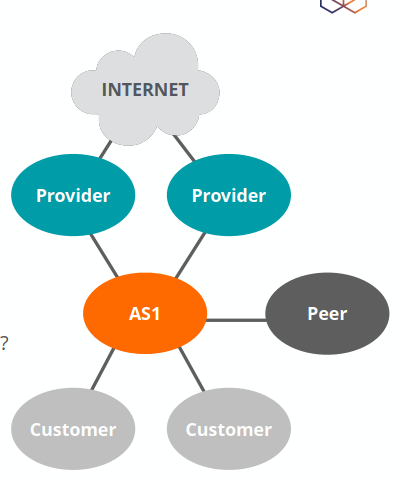 INTERNET
Provider
Provider
AS1
Peer
?
Customer
Customer